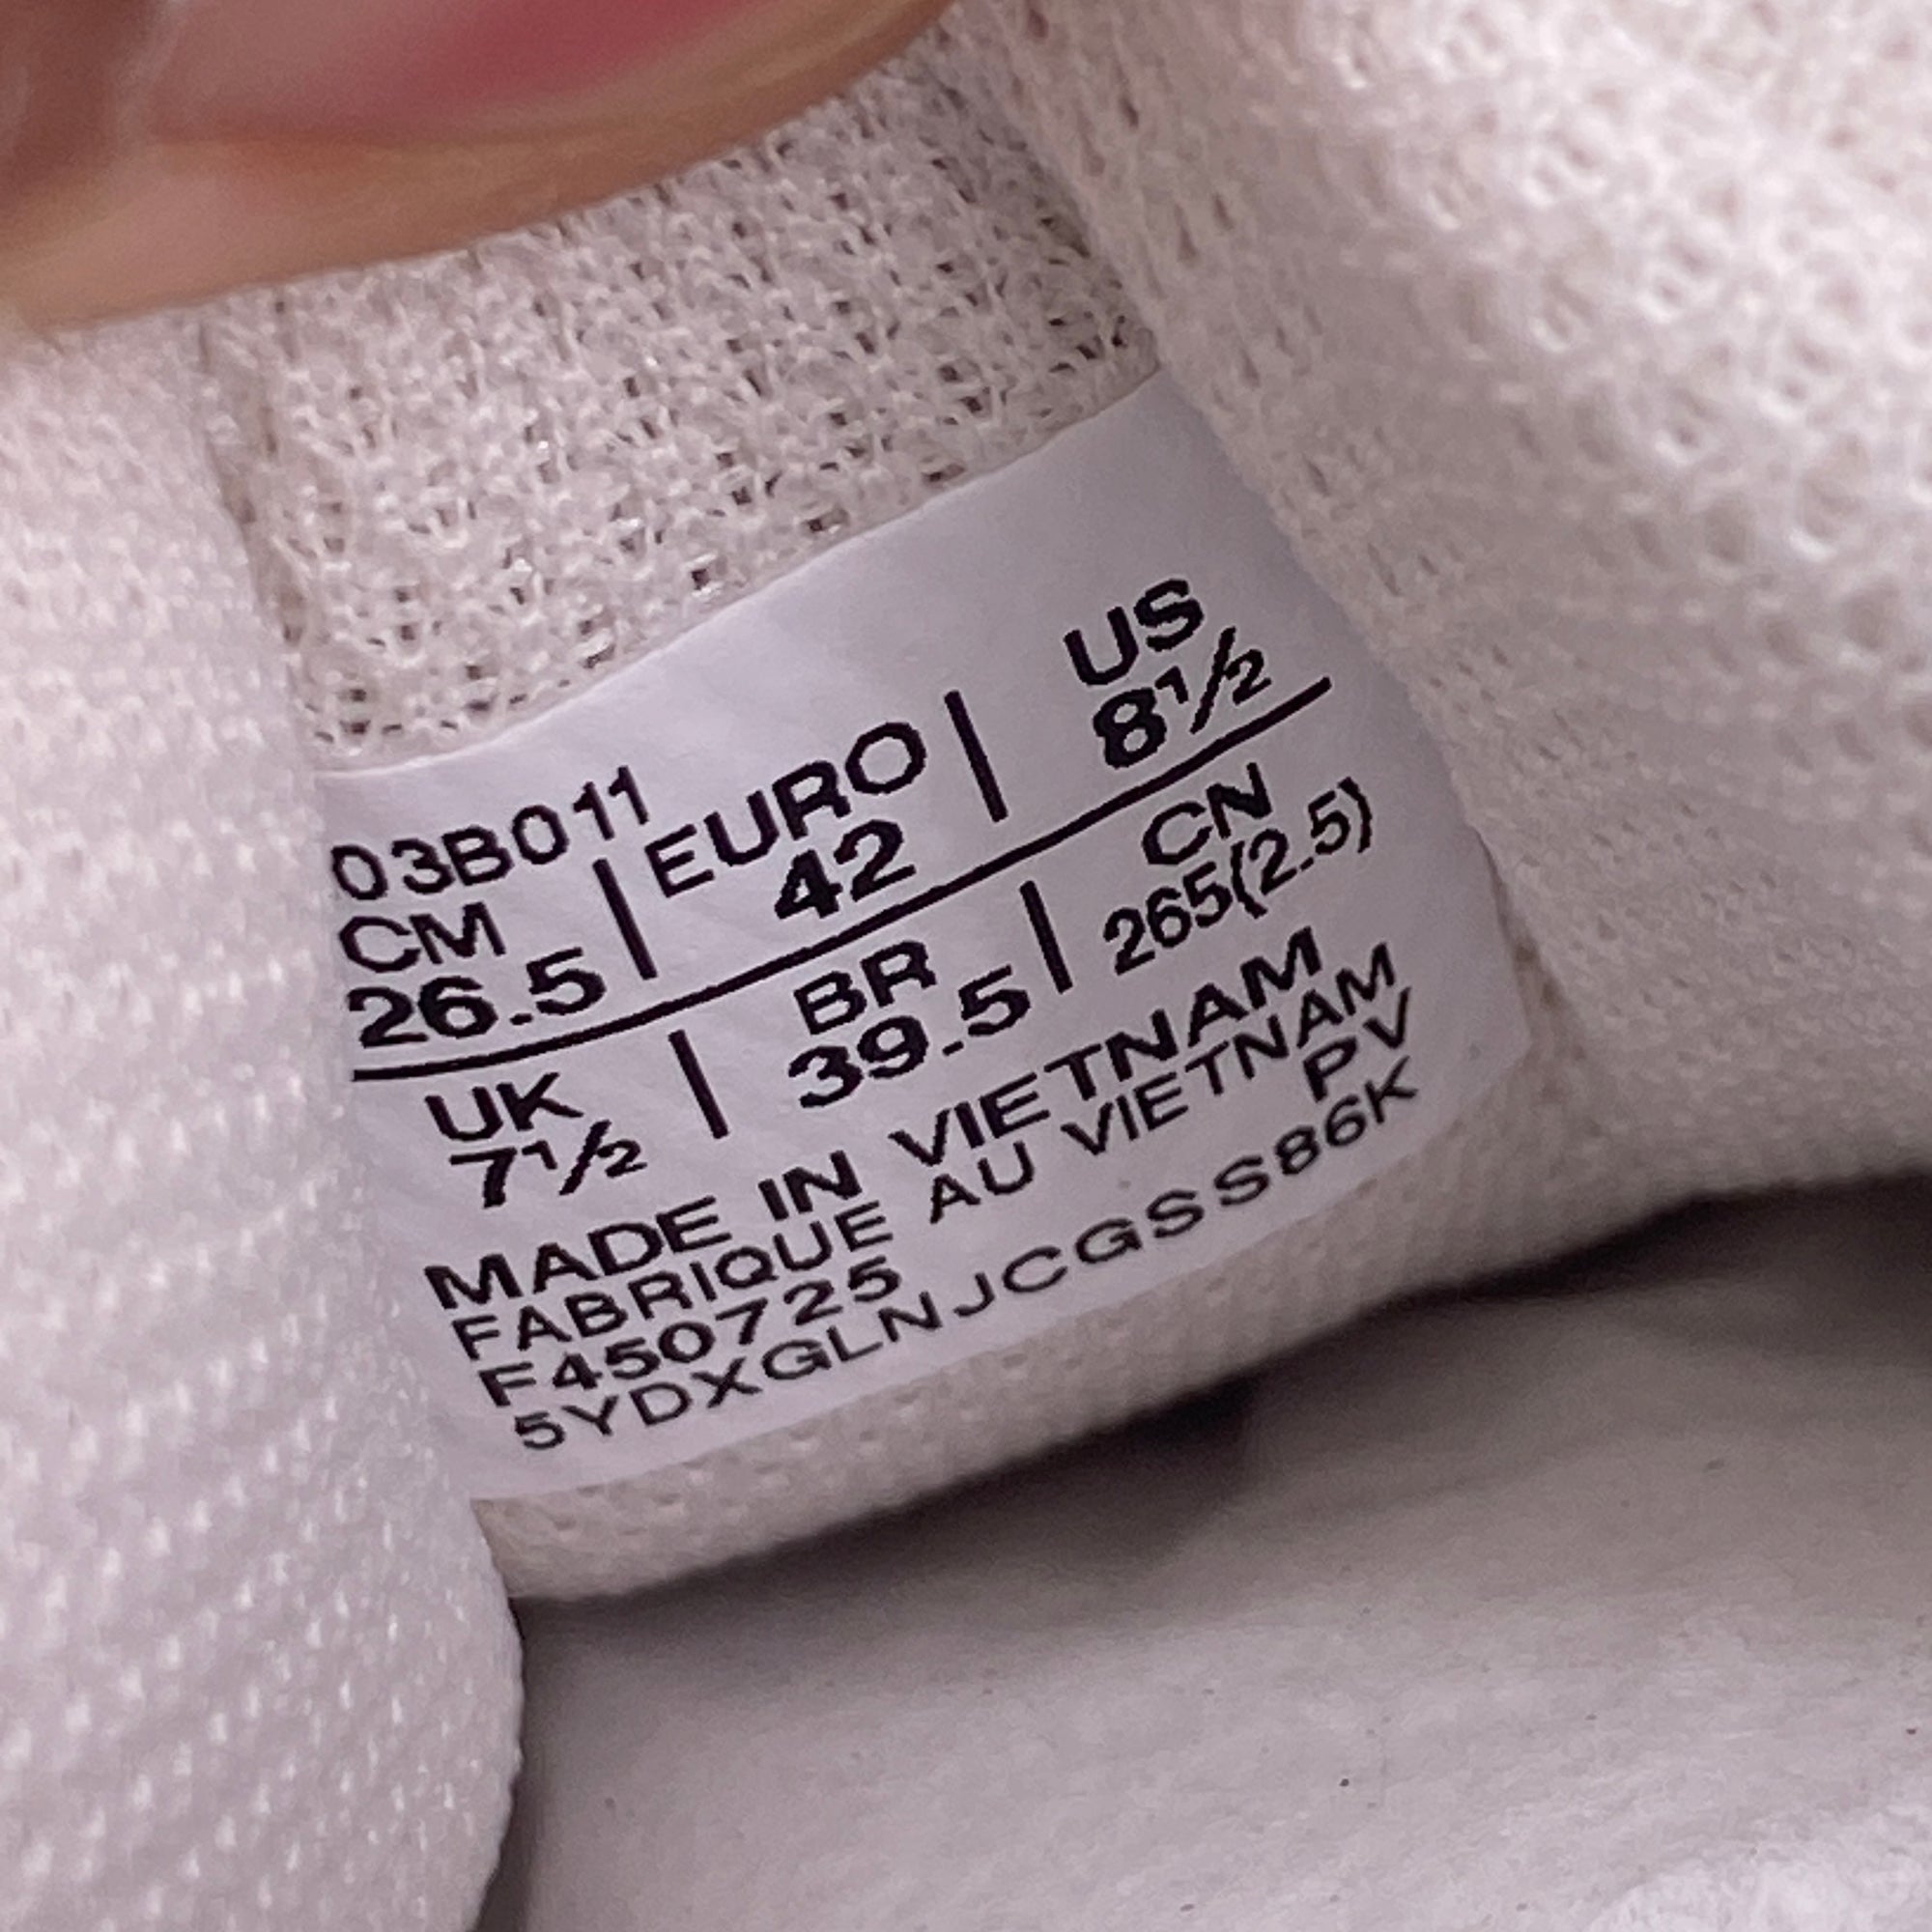 03B011
CM | EURO | US
26.5 | 42 | 8½
UK | BR | CN
7½ | 39.5 | 265(2.5)
MADE IN VIETNAM
FABRIQUE AU VIETNAM
F450725 PV
5YDXGLNJCGSS86K